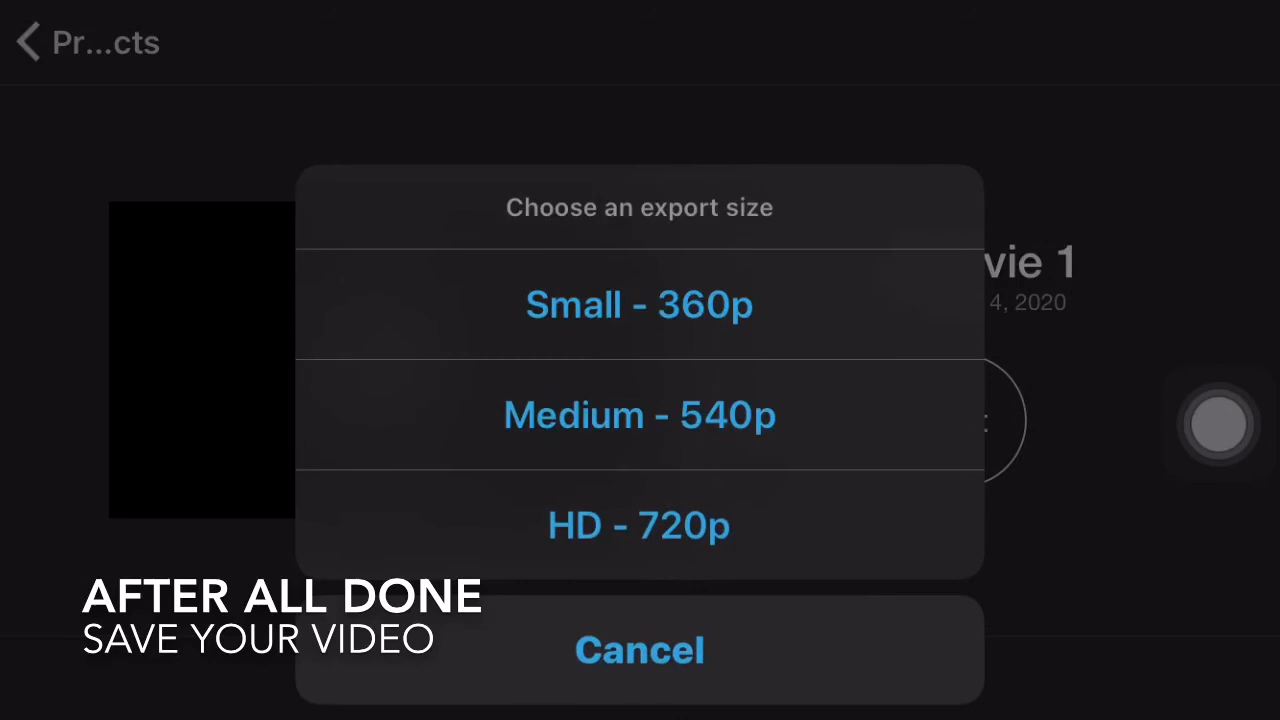 Pr...cts
Choose an export size
vie 1
4, 2020
Small - 360p
Medium - 540p
HD - 720p
AFTER ALL DONE
SAVE YOUR VIDEO
Cancel